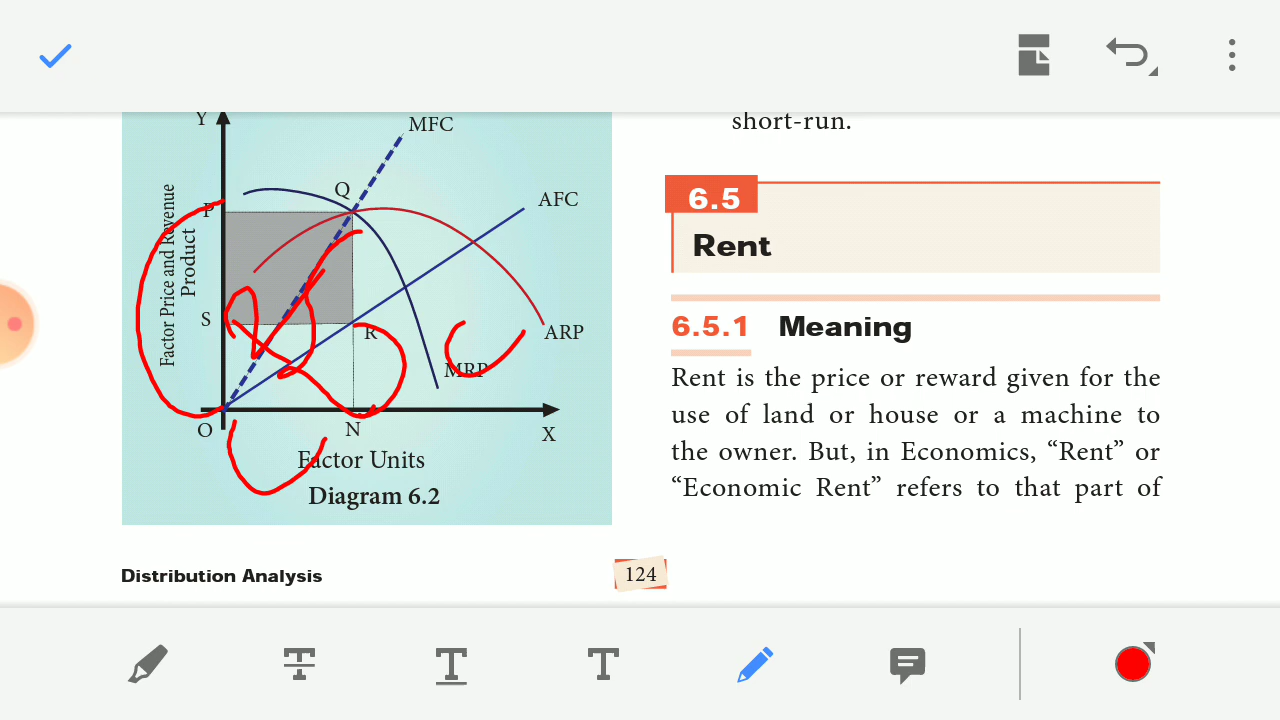 Y
MFC
Q
AFC
P
Factor Price and Revenue
Product
S
R
ARP
MRP
O
N
X
Factor Units
Diagram 6.2
short-run.
6.5
Rent
6.5.1 Meaning
Rent is the price or reward given for the
use of land or house or a machine to
the owner. But, in Economics, “Rent” or
“Economic Rent” refers to that part of
Distribution Analysis
124
T
T
T